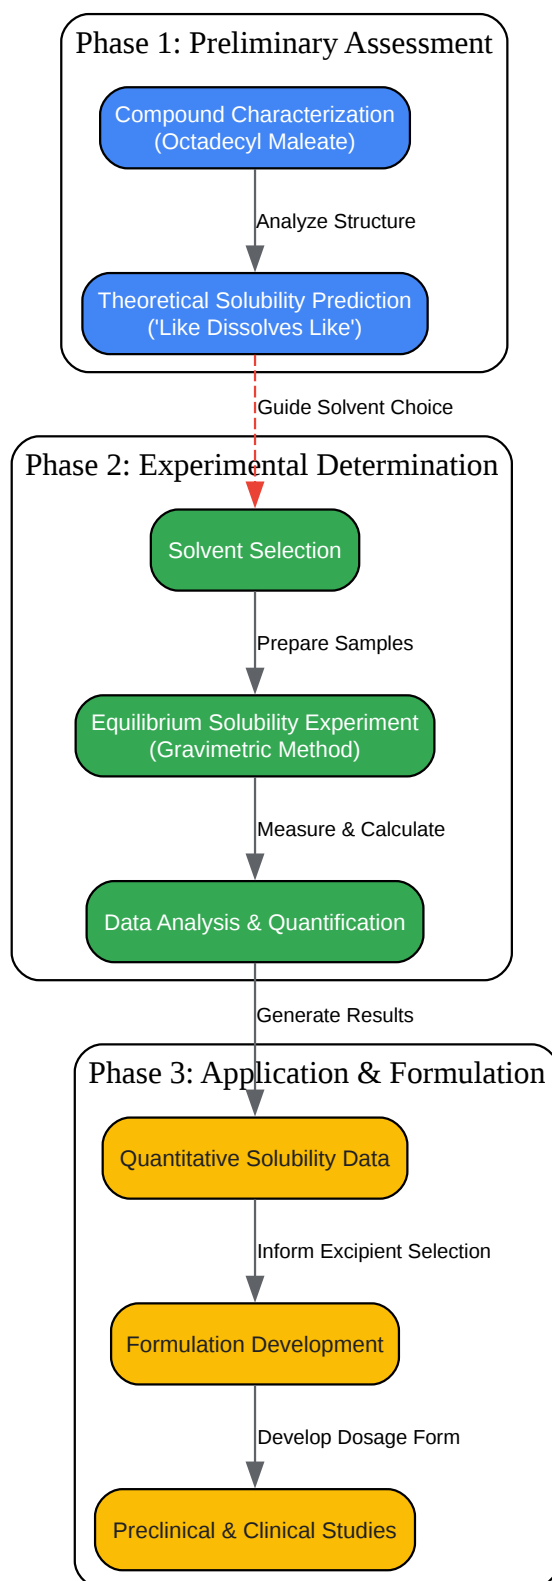 Phase 1: Preliminary Assessment
Compound Characterization
(Octadecyl Maleate)
Analyze Structure
Theoretical Solubility Prediction
('Like Dissolves Like')
Guide Solvent Choice
Phase 2: Experimental Determination
Solvent Selection
Prepare Samples
Equilibrium Solubility Experiment
(Gravimetric Method)
Measure & Calculate
Data Analysis & Quantification
Generate Results
Phase 3: Application & Formulation
Quantitative Solubility Data
Inform Excipient Selection
Formulation Development
Develop Dosage Form
Preclinical & Clinical Studies